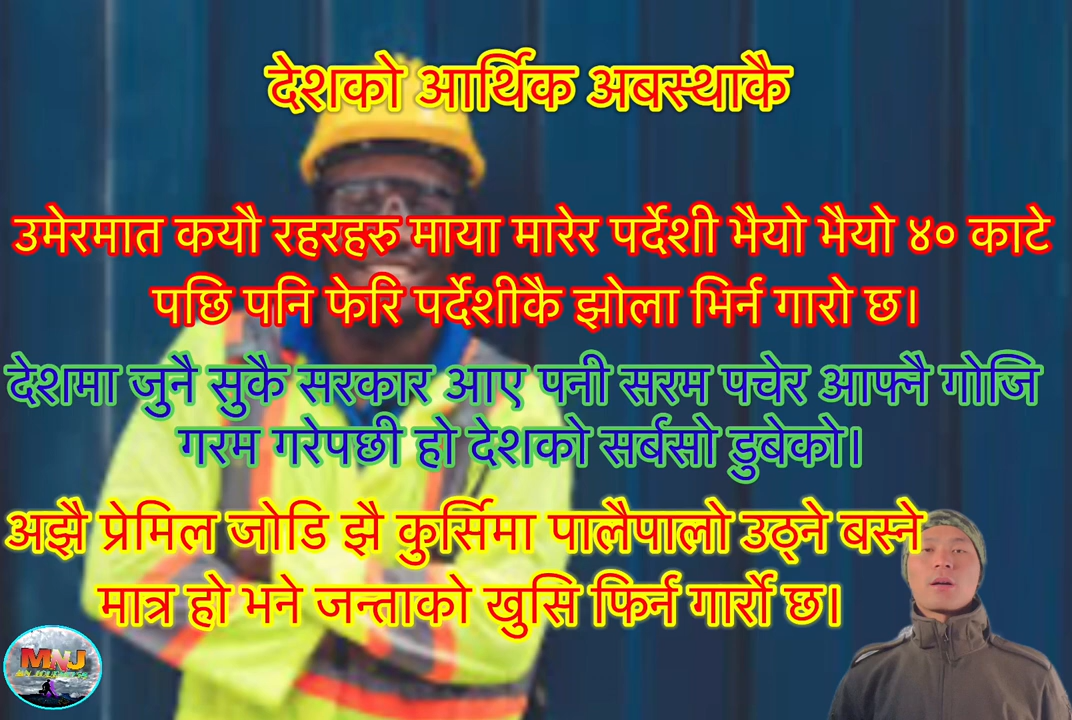 देशको आर्थिक अबस्थाकै
उमेरमात कयौ रहरहरु माया मारेर पर्देशी भैयो भैयो ४० काटे
पछि पनि फेरि पर्देशीकै झोला भिर्न गारो छ।
देशमा जुनै सुकै सरकार आए पनी सरम पचेर आफ्नै गोजि
गरम गरेपछी हो देशको सर्बसो डुबेको।
अझै प्रेमिल जोडि झै कुर्सिमा पालैपालो उठ्ने बस्ने
मात्र हो भने जन्ताको खुसि फिर्न गार्रो छ।
MNJ